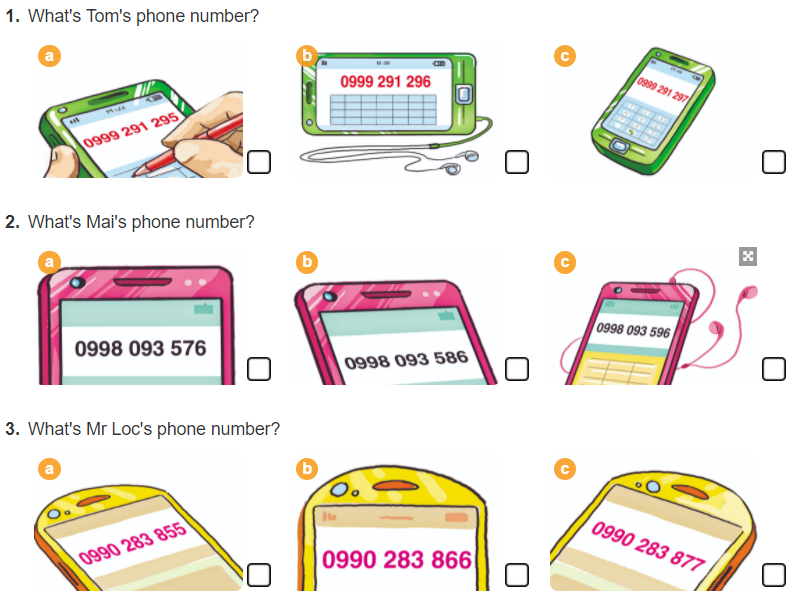 1. What's Tom's phone number?
a
b
c
0999 291 295
0999 291 296
0999 291 297
2. What's Mai's phone number?
a
b
c
0998 093 576
0998 093 586
0998 093 596
3. What's Mr Loc's phone number?
a
b
c
0990 283 855
0990 283 866
0990 283 877